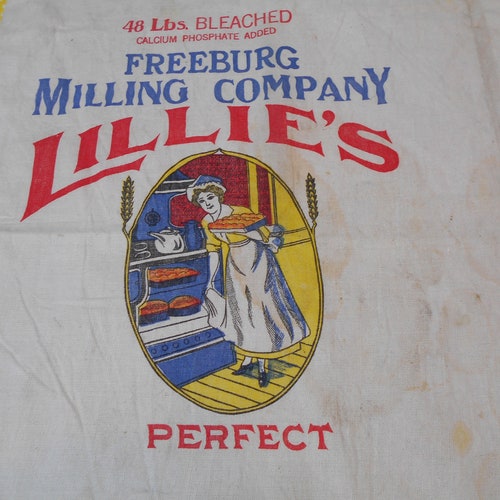 48 Lbs. BLEACHED
CALCIUM PHOSPHATE ADDED
FREEBURG
MILLING COMPANY
LILLIE'S
PERFECT